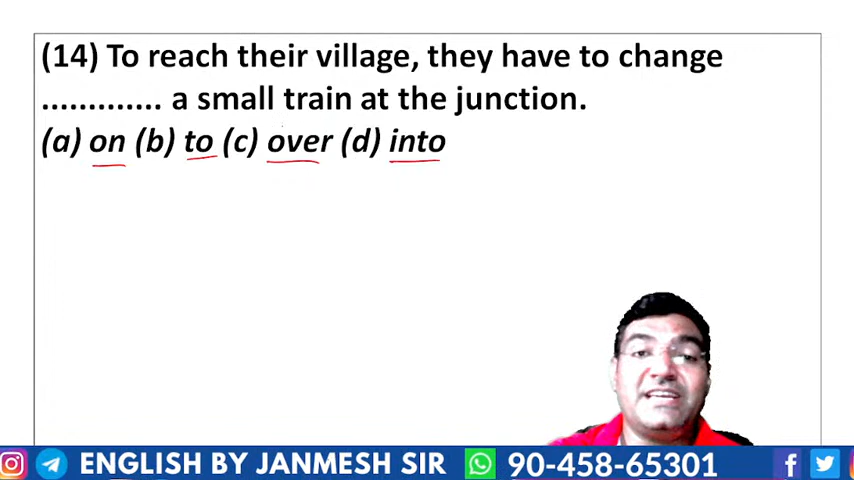 (14) To reach their village, they have to change
............. a small train at the junction.
(a) on (b) to (c) over (d) into
ENGLISH BY JANMESH SIR 90-458-65301